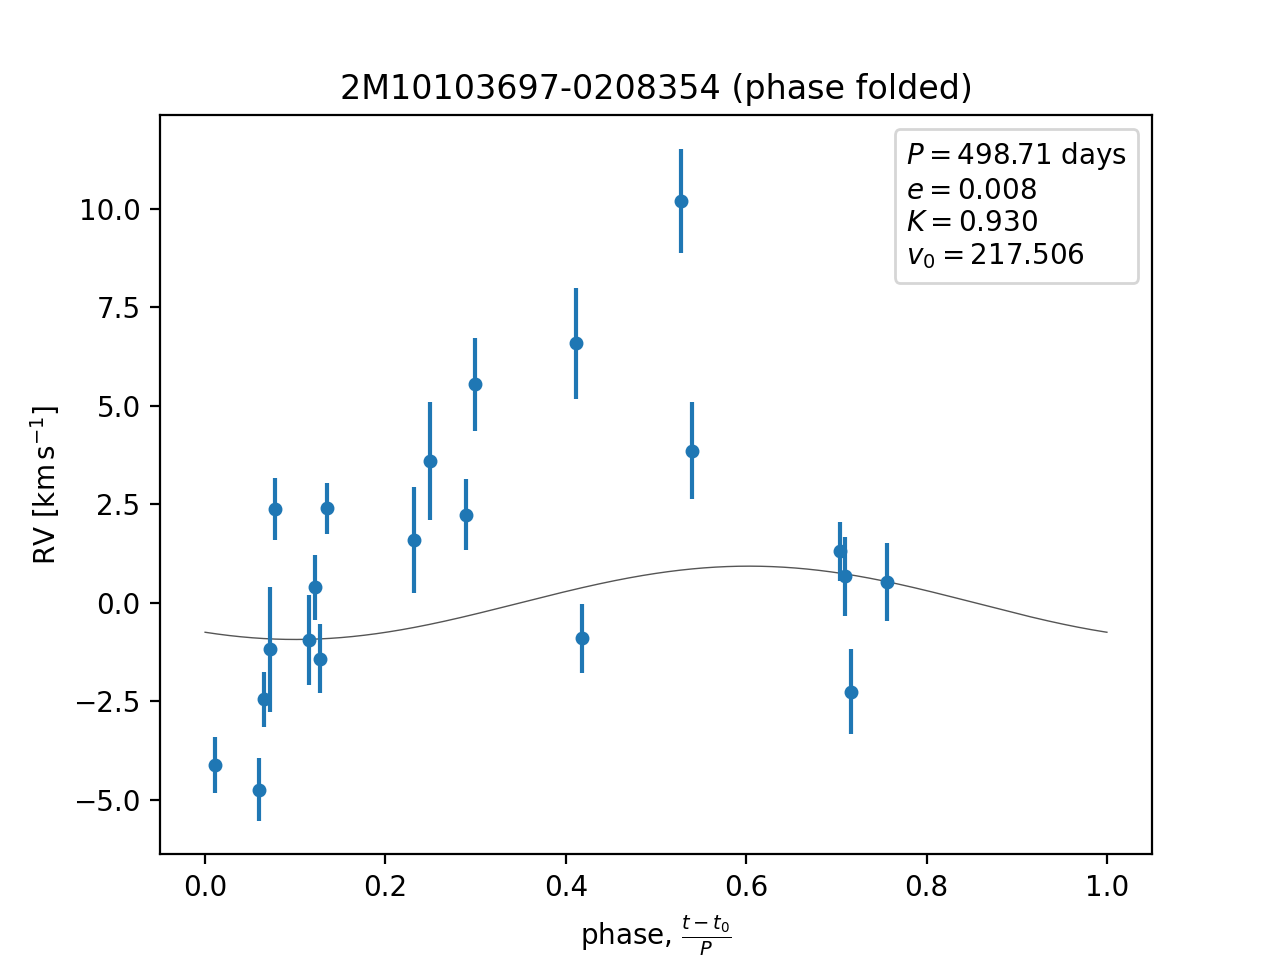 2M10103697-0208354 (phase folded)
P = 498.71 days
e = 0.008
K = 0.930
v₀ = 217.506
10.0
7.5
5.0
2.5
0.0
−2.5
−5.0
RV [km s⁻¹]
0.0 0.2 0.4 0.6 0.8 1.0
phase, (t − t₀)/P